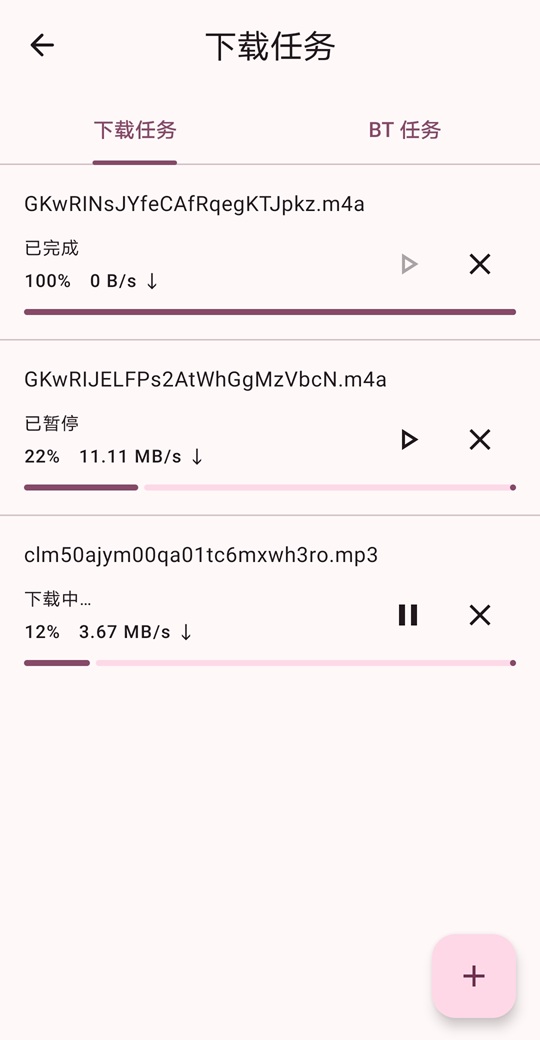 下载任务
下载任务
BT 任务
GKwRINsJYfeCAfRqegKTJpkz.m4a
已完成
100% 0 B/s ↓
GKwRIJELFPs2AtWhGgMzVbcN.m4a
已暂停
22% 11.11 MB/s ↓
clm50ajym00qa01tc6mxwh3ro.mp3
下载中…
12% 3.67 MB/s ↓